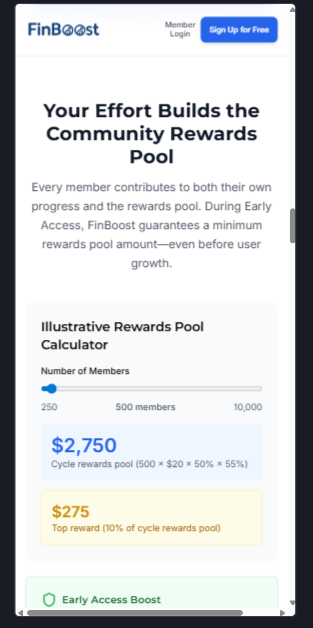 FinBoost
Member
Login
Sign Up for Free
Your Effort Builds the
Community Rewards
Pool
Every member contributes to both their own
progress and the rewards pool. During Early
Access, FinBoost guarantees a minimum
rewards pool amount—even before user
growth.
Illustrative Rewards Pool
Calculator
Number of Members
250 500 members 10,000
$2,750
Cycle rewards pool (500 × $20 × 50% × 55%)
$275
Top reward (10% of cycle rewards pool)
Early Access Boost